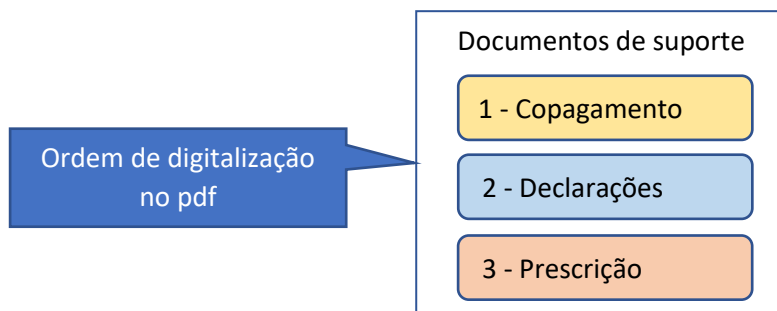 Documentos de suporte
1 - Copagamento
Ordem de digitalização
no pdf
2 - Declarações
3 - Prescrição